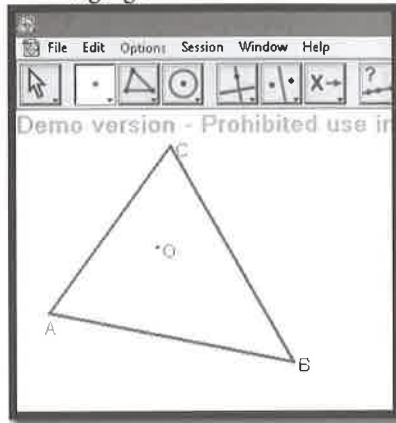 File Edit Options Session Window Help
X ?
Demo version - Prohibited use in
C
O
A
B